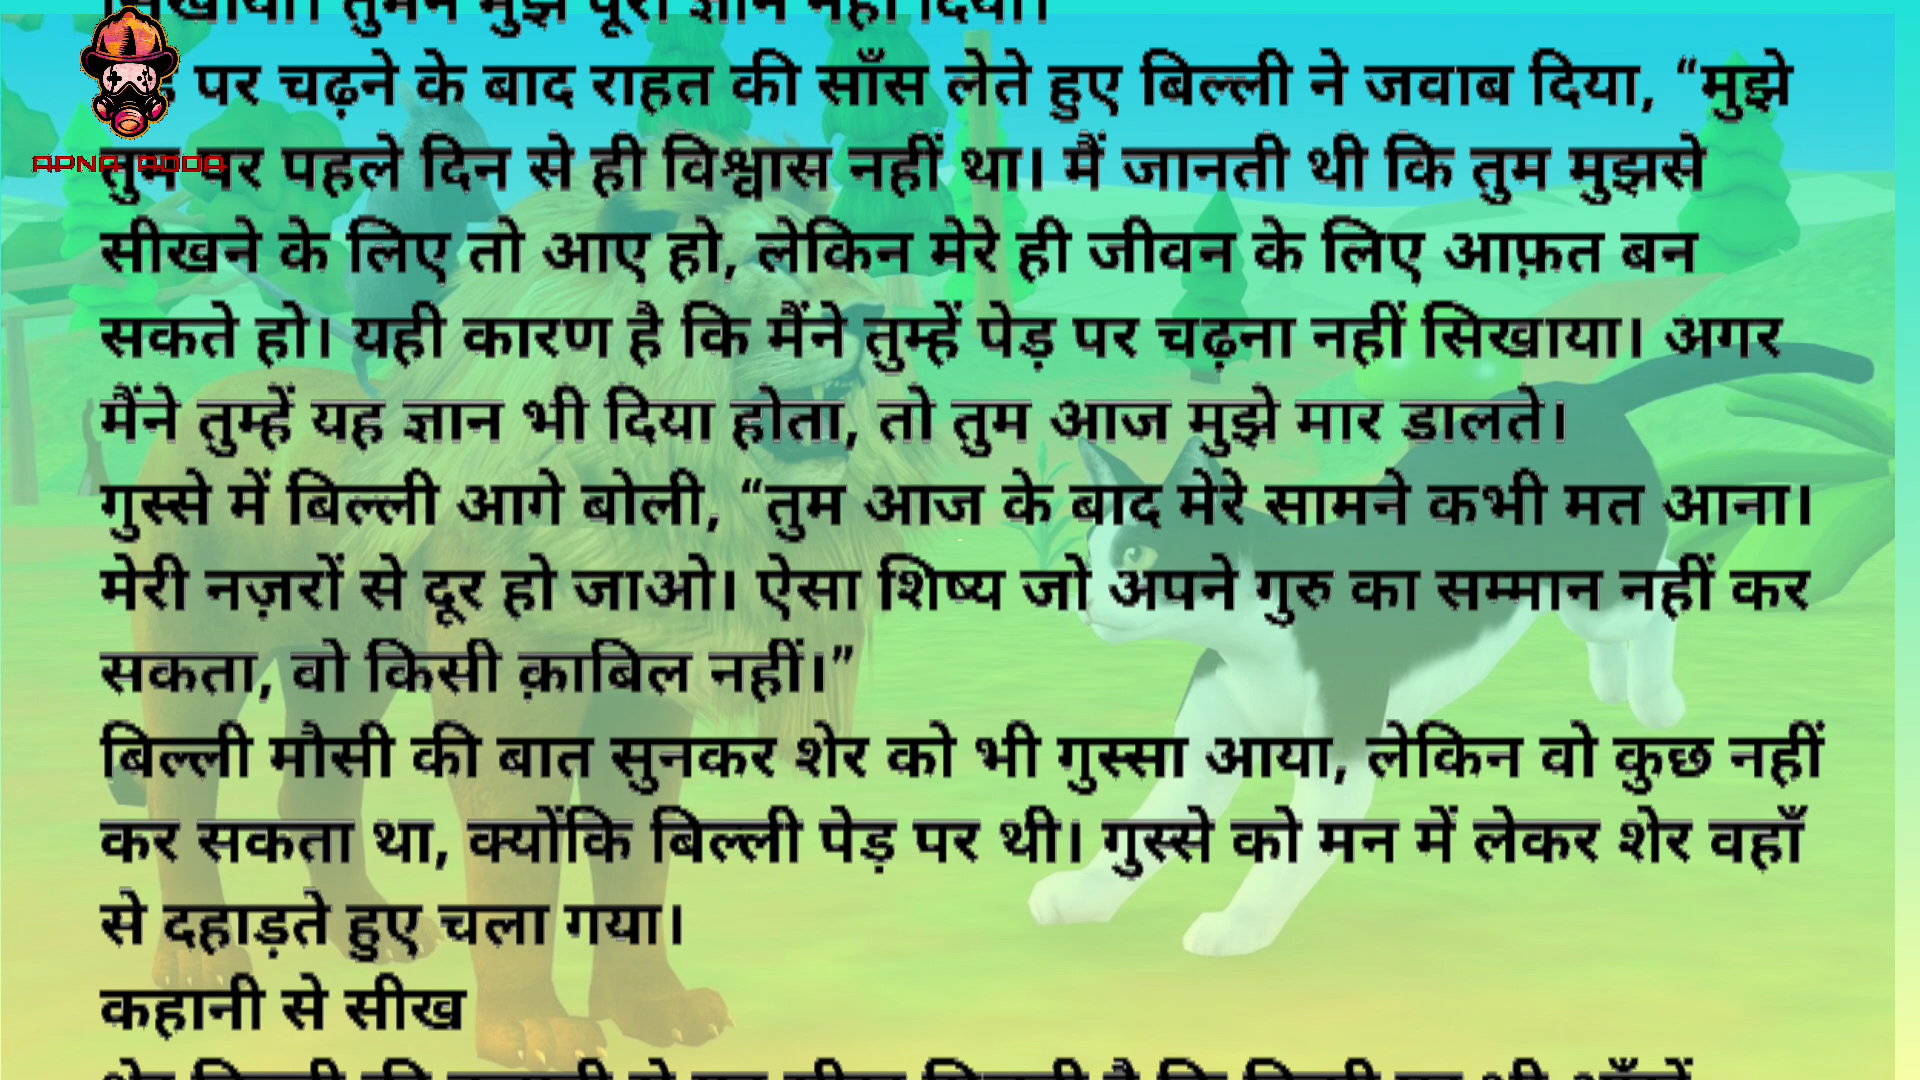 सिखाया। तुमने मुझे पूरा ज्ञान नहीं दिया।
पर चढ़ने के बाद राहत की साँस लेते हुए बिल्ली ने जवाब दिया, “मुझे
APNA ADDA
तुम पर पहले दिन से ही विश्वास नहीं था। मैं जानती थी कि तुम मुझसे
सीखने के लिए तो आए हो, लेकिन मेरे ही जीवन के लिए आफ़त बन
सकते हो। यही कारण है कि मैंने तुम्हें पेड़ पर चढ़ना नहीं सिखाया। अगर
मैंने तुम्हें यह ज्ञान भी दिया होता, तो तुम आज मुझे मार डालते।
गुस्से में बिल्ली आगे बोली, “तुम आज के बाद मेरे सामने कभी मत आना।
मेरी नज़रों से दूर हो जाओ। ऐसा शिष्य जो अपने गुरु का सम्मान नहीं कर
सकता, वो किसी क़ाबिल नहीं।”
बिल्ली मौसी की बात सुनकर शेर को भी गुस्सा आया, लेकिन वो कुछ नहीं
कर सकता था, क्योंकि बिल्ली पेड़ पर थी। गुस्से को मन में लेकर शेर वहाँ
से दहाड़ते हुए चला गया।
कहानी से सीख